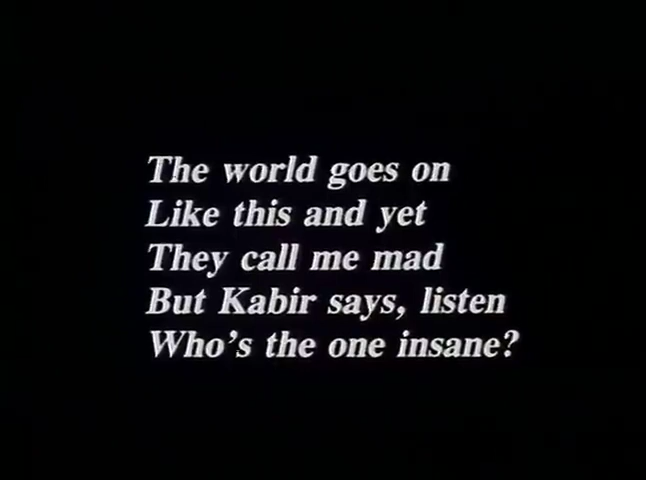 The world goes on
Like this and yet
They call me mad
But Kabir says, listen
Who's the one insane?